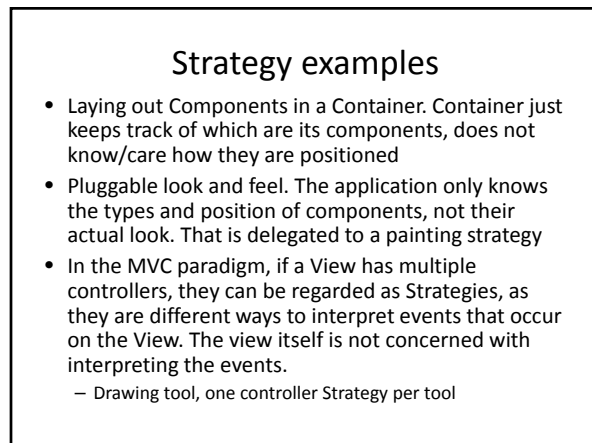 Strategy examples
• Laying out Components in a Container. Container just
keeps track of which are its components, does not
know/care how they are positioned
• Pluggable look and feel. The application only knows
the types and position of components, not their
actual look. That is delegated to a painting strategy
• In the MVC paradigm, if a View has multiple
controllers, they can be regarded as Strategies, as
they are different ways to interpret events that occur
on the View. The view itself is not concerned with
interpreting the events.
– Drawing tool, one controller Strategy per tool